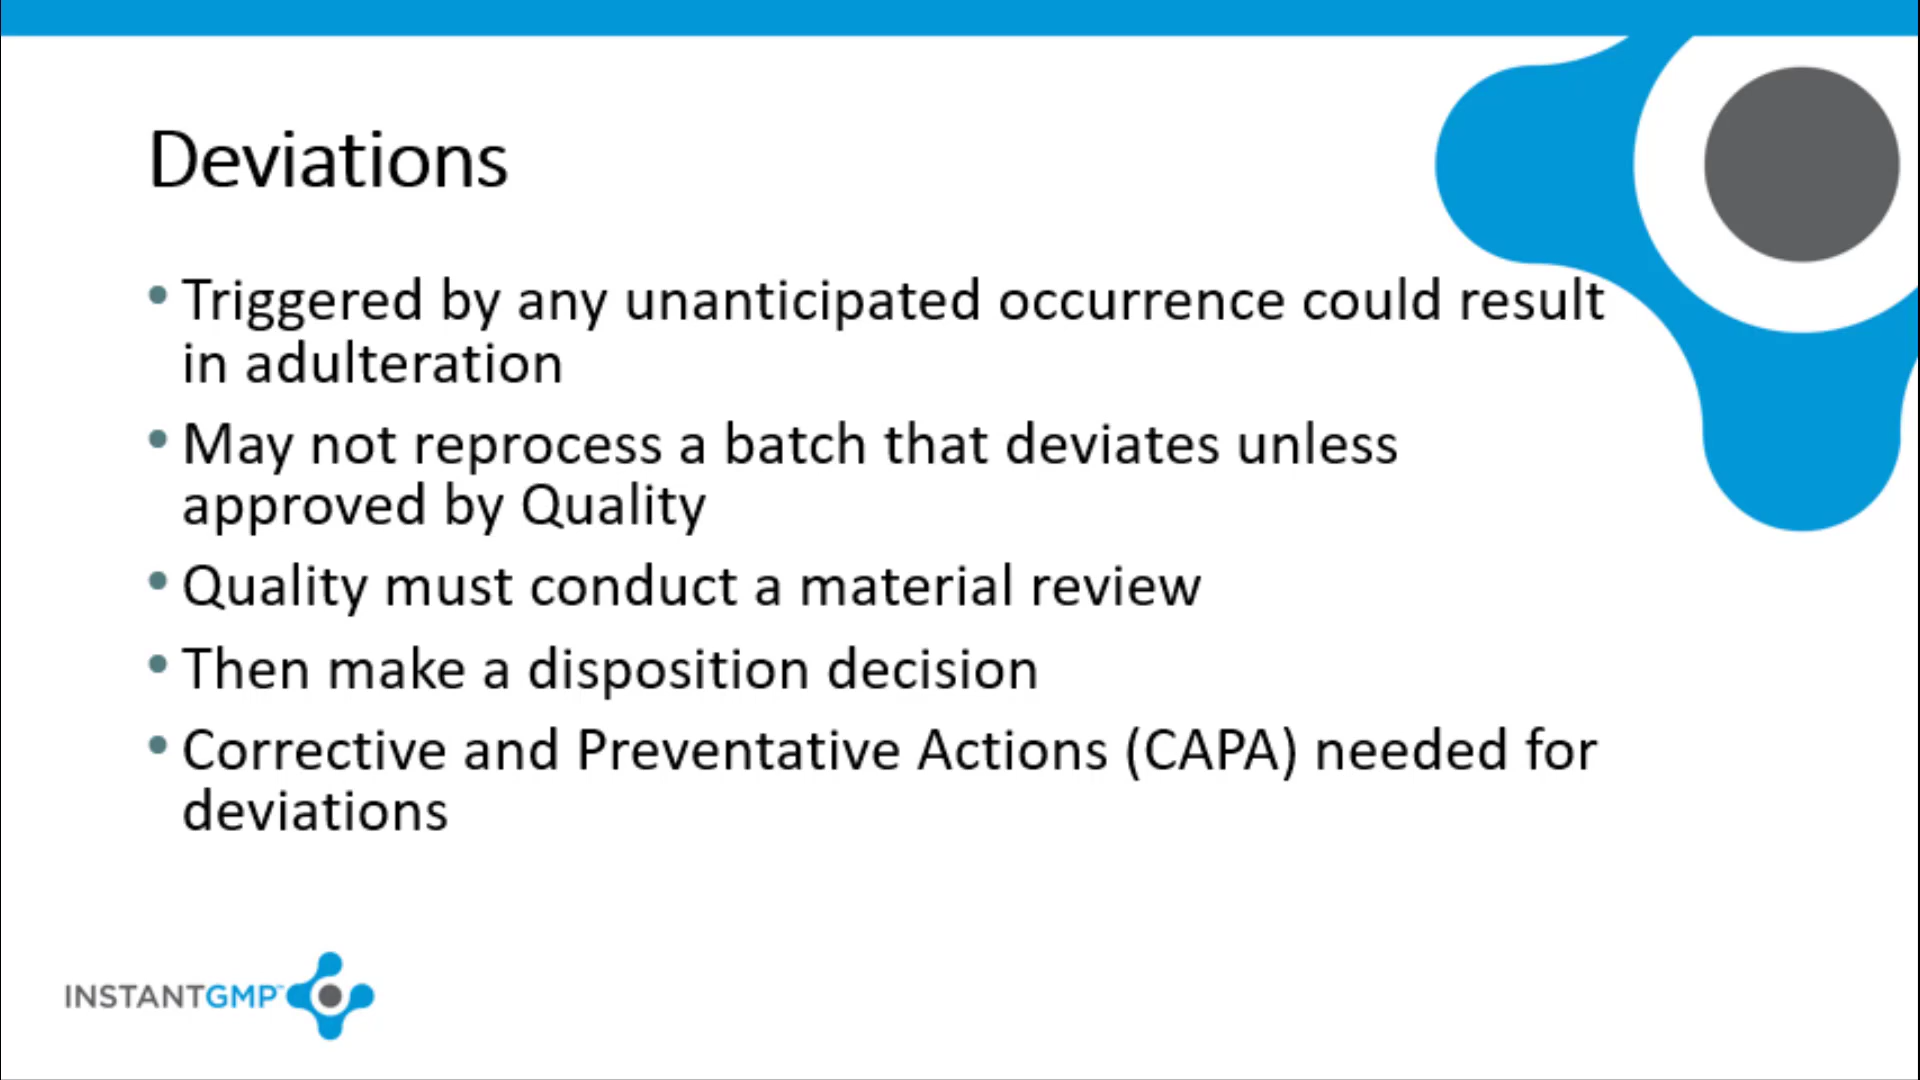 Deviations
• Triggered by any unanticipated occurrence could result
in adulteration
• May not reprocess a batch that deviates unless
approved by Quality
• Quality must conduct a material review
• Then make a disposition decision
• Corrective and Preventative Actions (CAPA) needed for
deviations
INSTANTGMP™